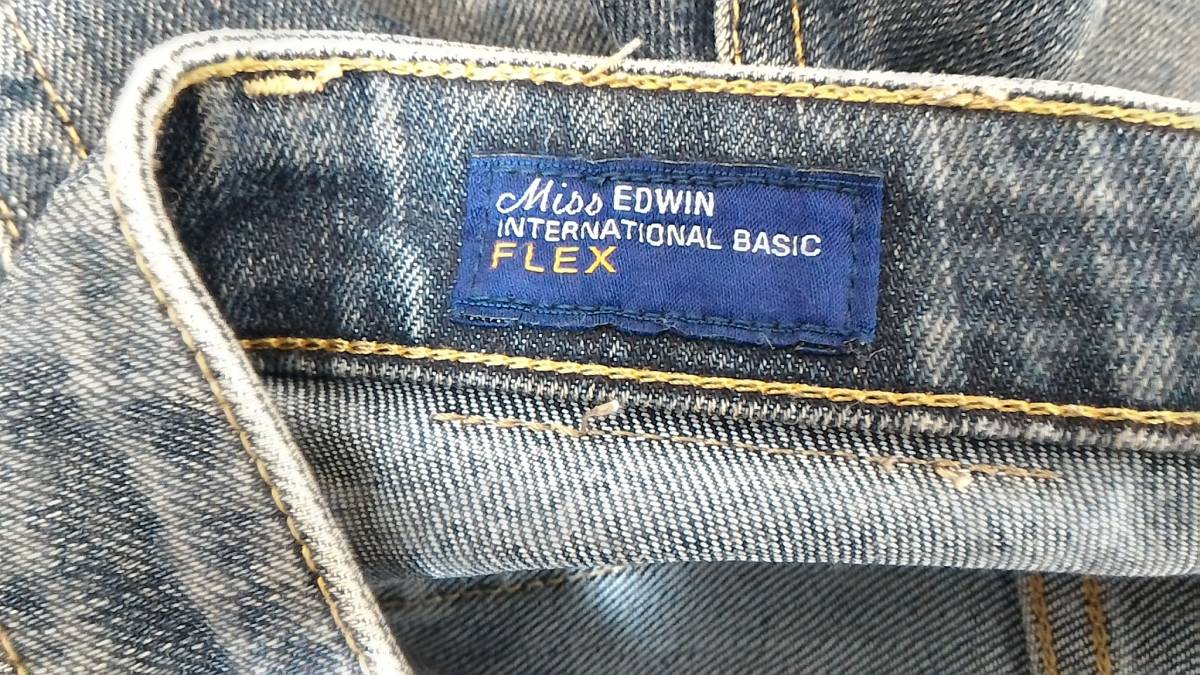 Miss EDWIN
INTERNATIONAL BASIC
FLEX